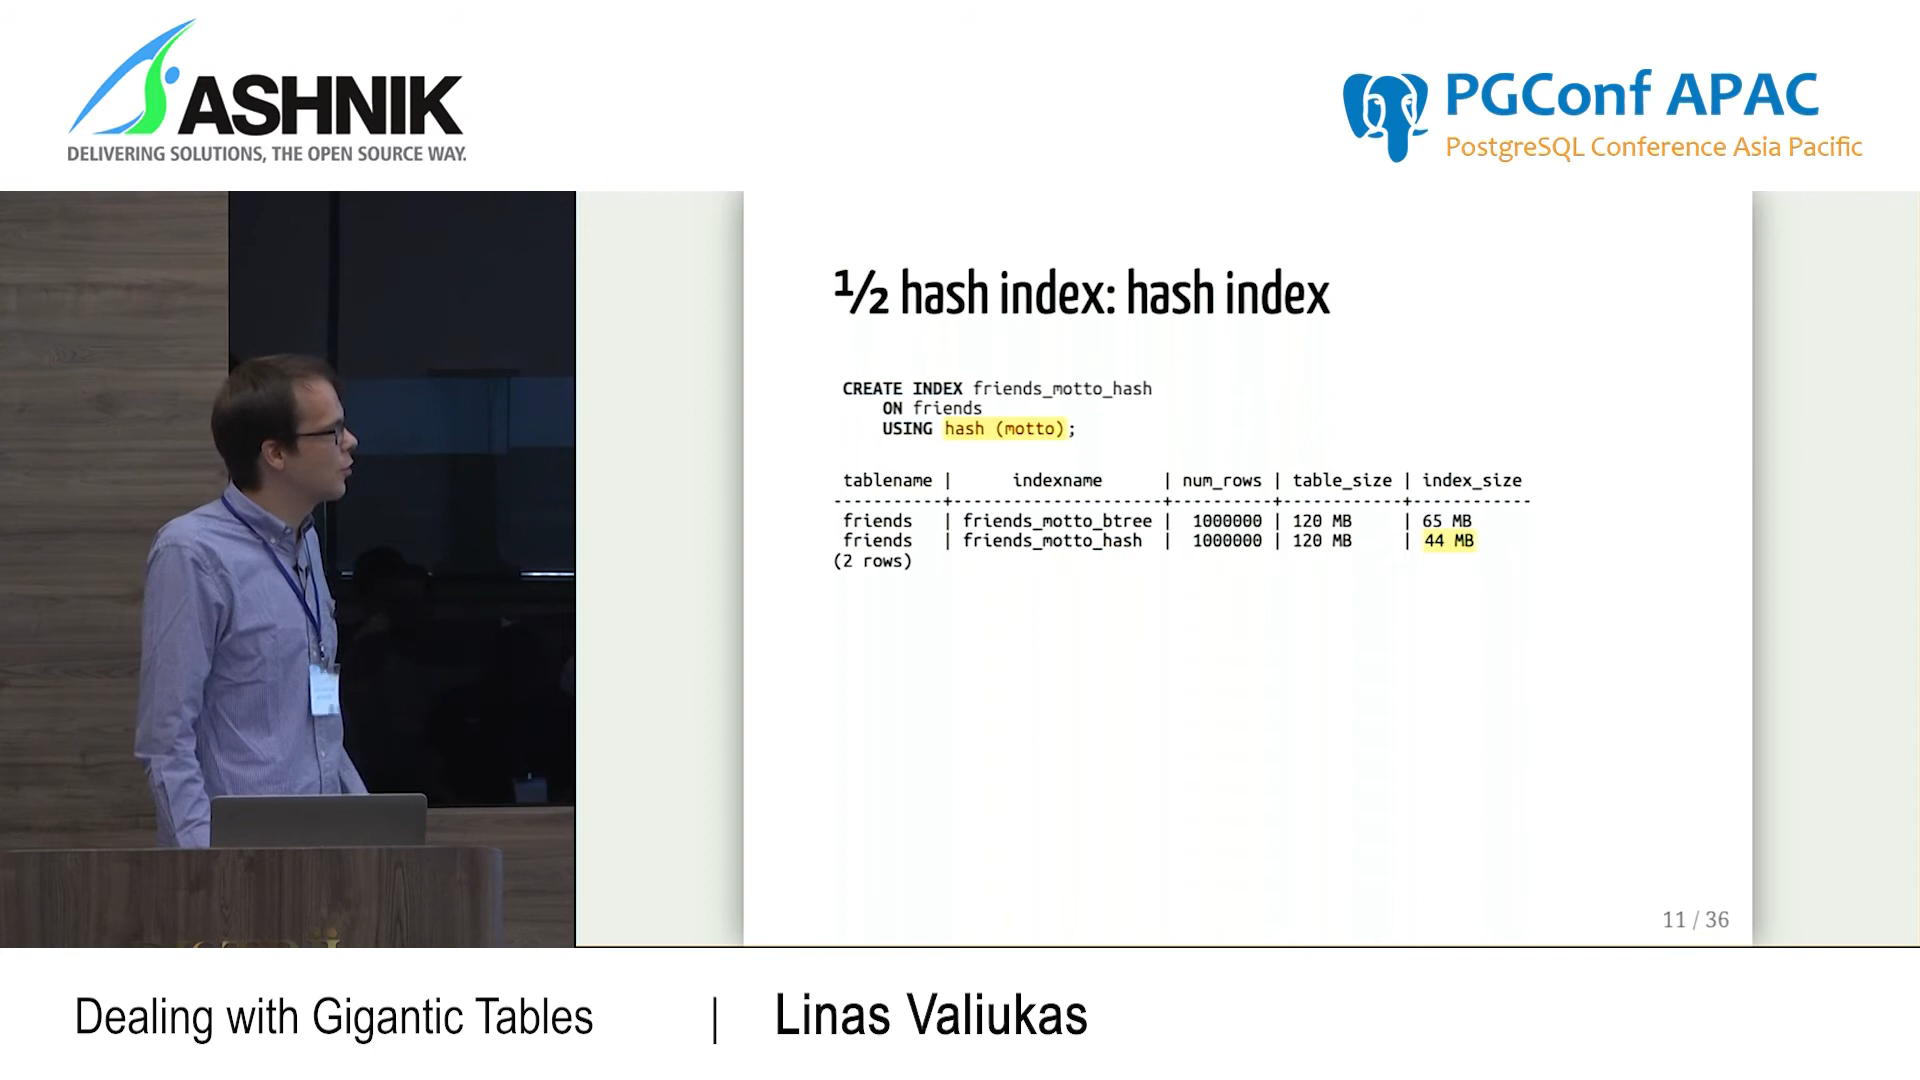 ASHNIK
DELIVERING SOLUTIONS, THE OPEN SOURCE WAY.
PGConf APAC
PostgreSQL Conference Asia Pacific
½ hash index: hash index
CREATE INDEX friends_motto_hash
ON friends
USING hash (motto);
tablename | indexname | num_rows | table_size | index_size
-----------+----------------------+-----------+------------+------------
friends | friends_motto_btree | 1000000 | 120 MB | 65 MB
friends | friends_motto_hash | 1000000 | 120 MB | 44 MB
(2 rows)
11 / 36
Dealing with Gigantic Tables | Linas Valiukas